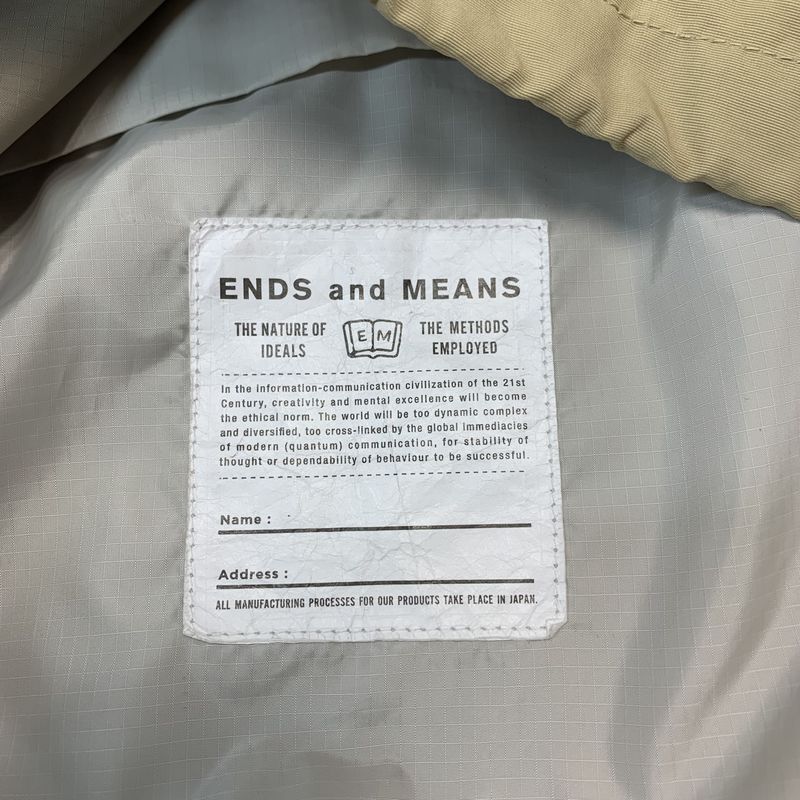 ENDS and MEANS
THE NATURE OF IDEALS
E M
THE METHODS EMPLOYED
In the information-communication civilization of the 21st
Century, creativity and mental excellence will become
the ethical norm. The world will be too dynamic complex
and diversified, too cross-linked by the global immediacies
of modern (quantum) communication, for stability of
thought or dependability of behaviour to be successful.
Name :
Address :
ALL MANUFACTURING PROCESSES FOR OUR PRODUCTS TAKE PLACE IN JAPAN.